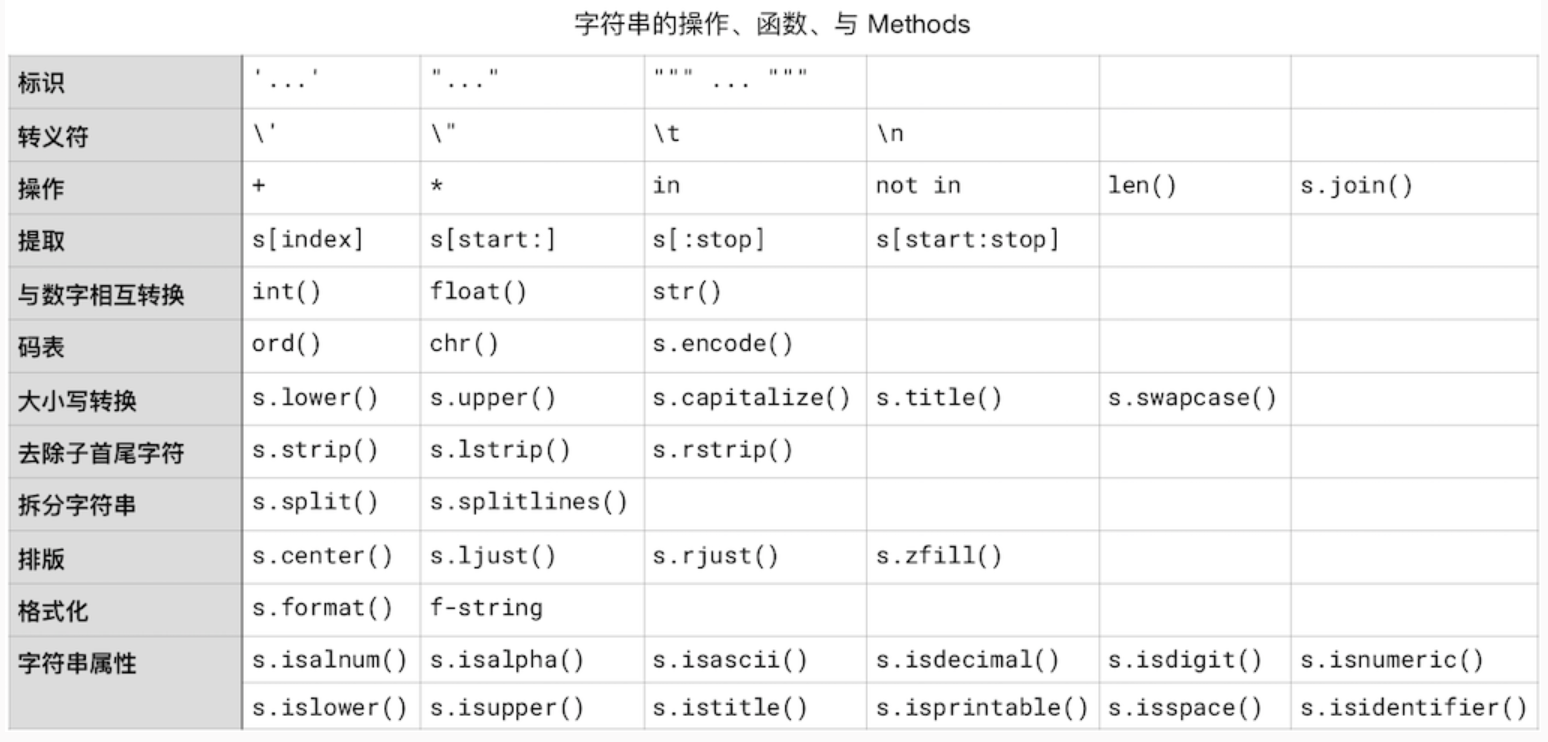 字符串的操作、函数、与 Methods
标识 '...' "..." """ ... """
转义符 \' \" \t \n
操作 + * in not in len() s.join()
提取 s[index] s[start:] s[:stop] s[start:stop]
与数字相互转换 int() float() str()
码表 ord() chr() s.encode()
大小写转换 s.lower() s.upper() s.capitalize() s.title() s.swapcase()
去除子首尾字符 s.strip() s.lstrip() s.rstrip()
拆分字符串 s.split() s.splitlines()
排版 s.center() s.ljust() s.rjust() s.zfill()
格式化 s.format() f-string
字符串属性 s.isalnum() s.isalpha() s.isascii() s.isdecimal() s.isdigit() s.isnumeric()
s.islower() s.isupper() s.istitle() s.isprintable() s.isspace() s.isidentifier()